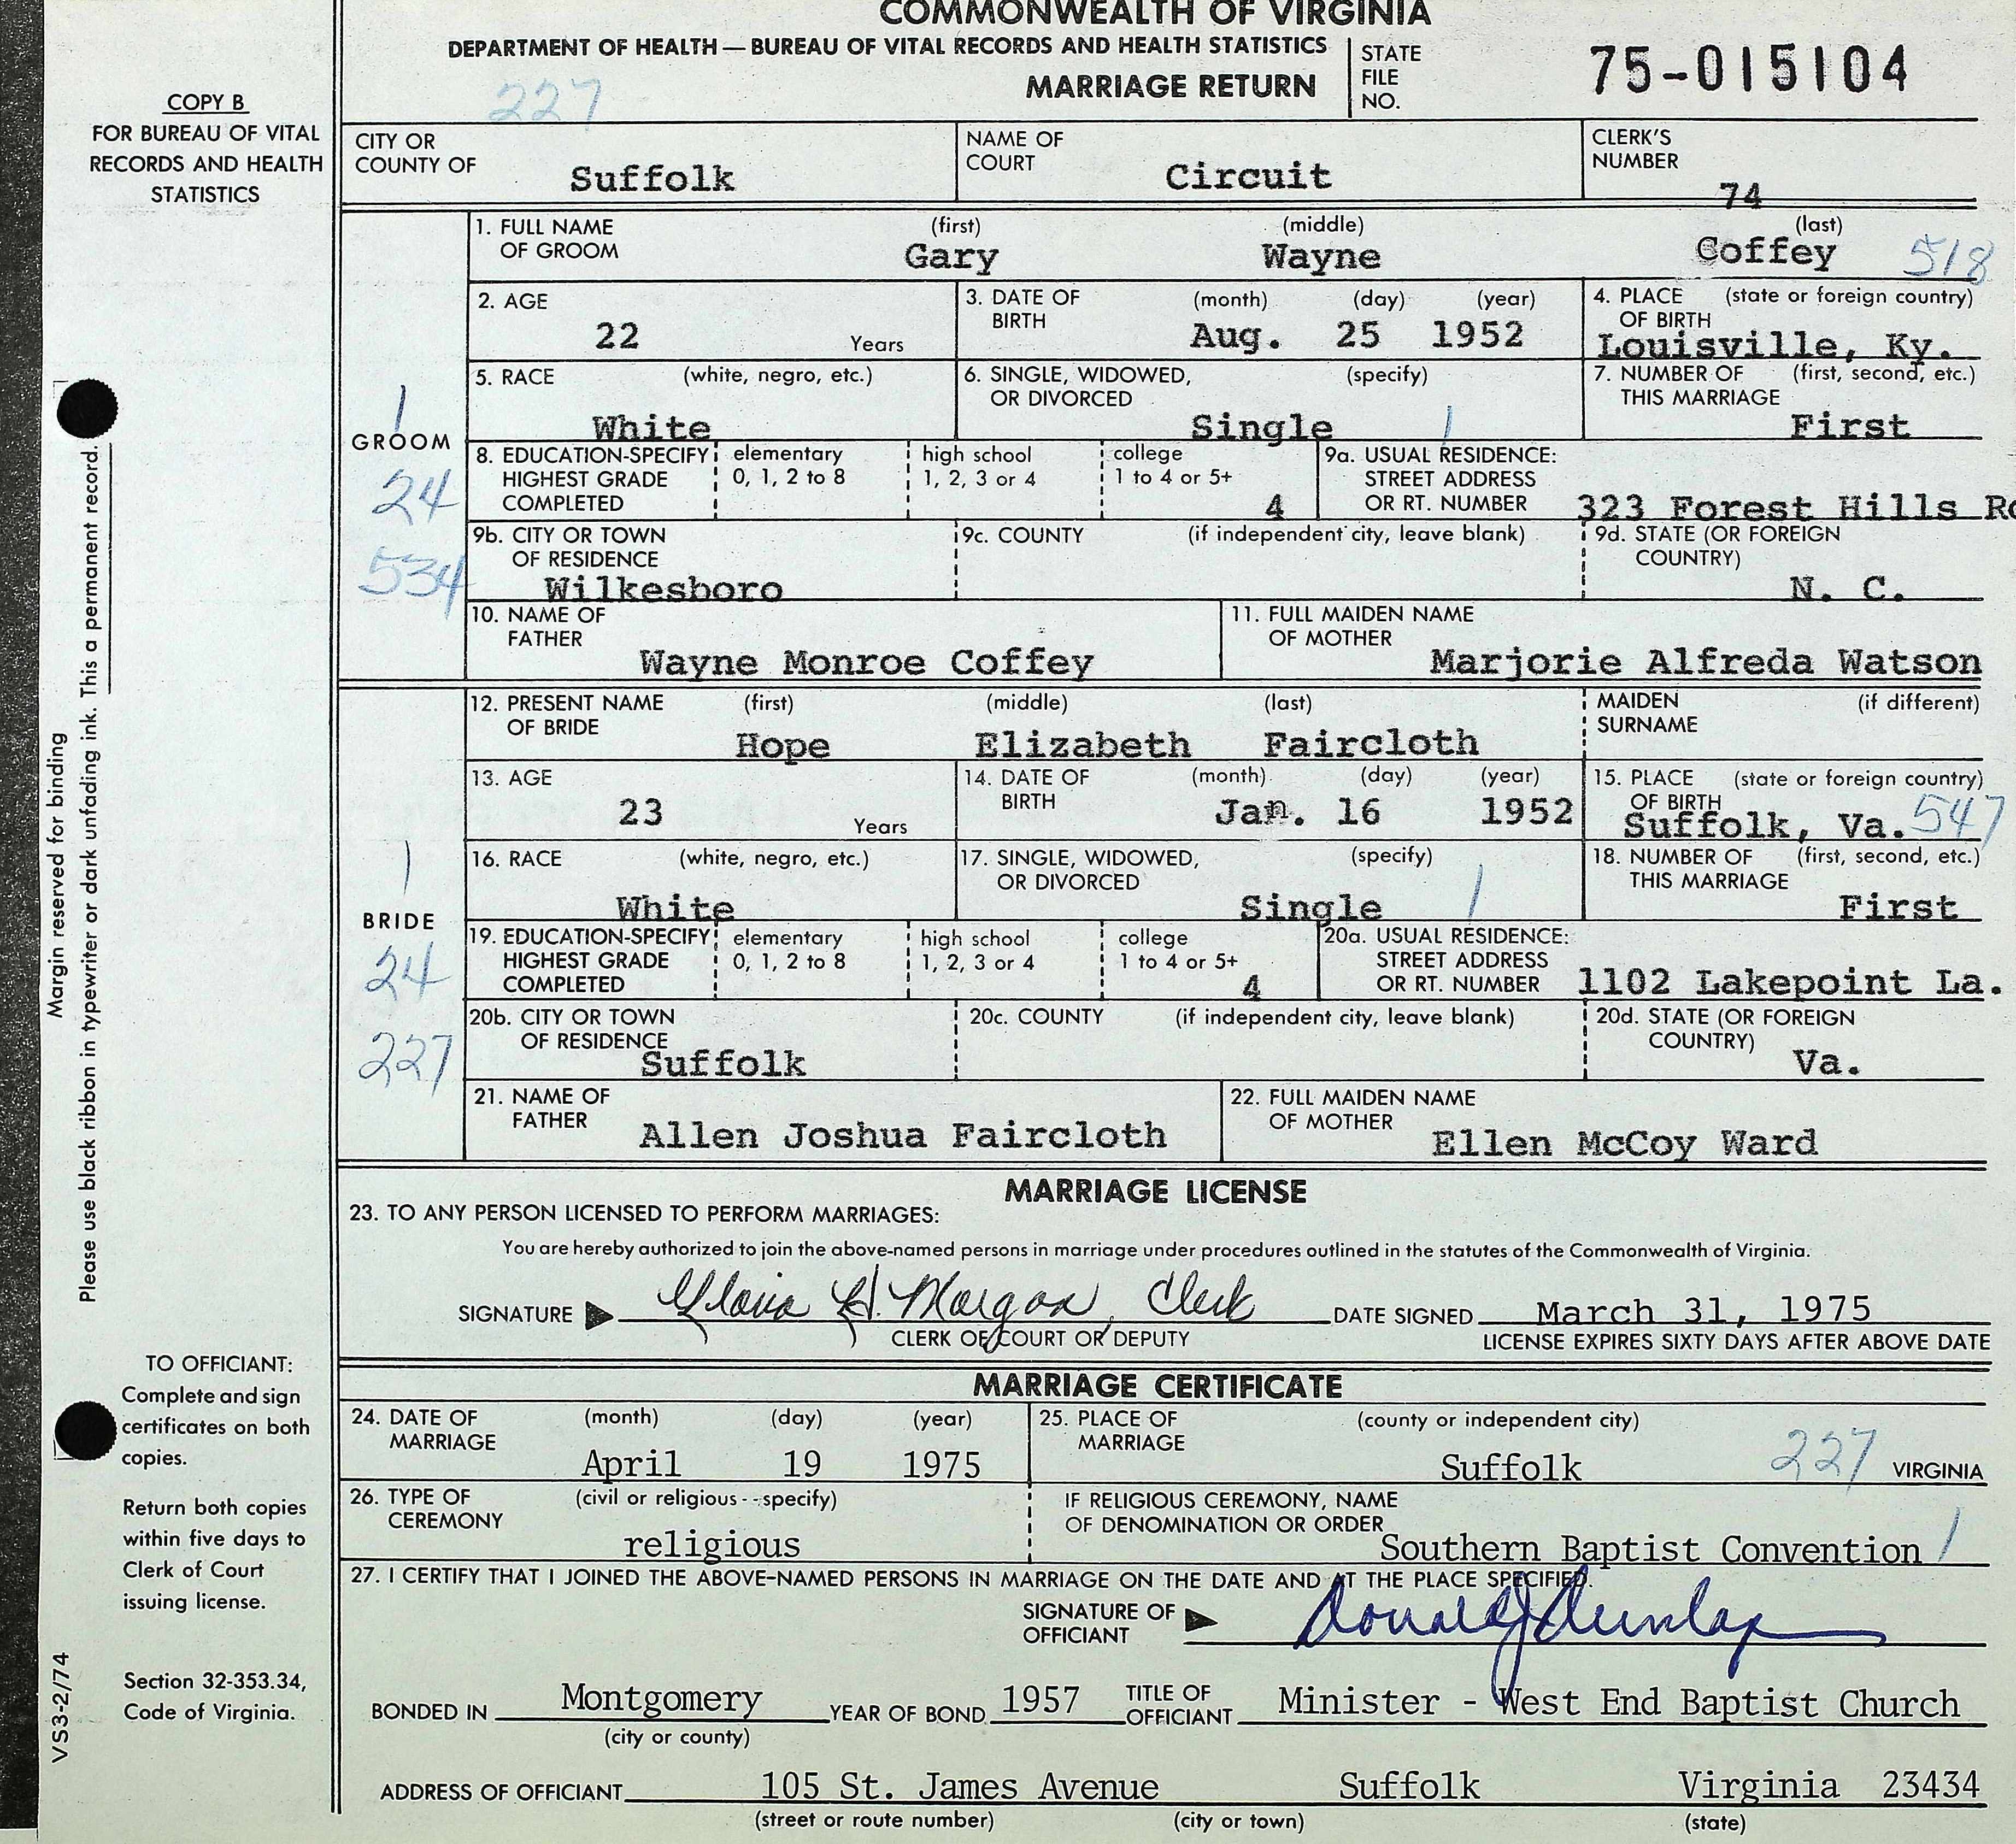 COMMONWEALTH OF VIRGINIA
DEPARTMENT OF HEALTH — BUREAU OF VITAL RECORDS AND HEALTH STATISTICS
MARRIAGE RETURN
STATE FILE NO. 75-015104
227
COPY B
FOR BUREAU OF VITAL
RECORDS AND HEALTH
STATISTICS
CITY OR COUNTY OF Suffolk
NAME OF COURT Circuit
CLERK'S NUMBER 74
GROOM
1
24
534
1. FULL NAME OF GROOM (first) Gary (middle) Wayne (last) Coffey 518
2. AGE 22 Years
3. DATE OF BIRTH (month) (day) (year) Aug. 25 1952
4. PLACE OF BIRTH (state or foreign country) Louisville, Ky.
5. RACE (white, negro, etc.) White
6. SINGLE, WIDOWED, OR DIVORCED (specify) Single 1
7. NUMBER OF THIS MARRIAGE (first, second, etc.) First
8. EDUCATION-SPECIFY HIGHEST GRADE COMPLETED elementary 0, 1, 2 to 8 high school 1, 2, 3 or 4 college 1 to 4 or 5+ 4
9a. USUAL RESIDENCE: STREET ADDRESS OR RT. NUMBER 323 Forest Hills Ro
9b. CITY OR TOWN OF RESIDENCE Wilkesboro
9c. COUNTY (if independent city, leave blank)
9d. STATE (OR FOREIGN COUNTRY) N. C.
10. NAME OF FATHER Wayne Monroe Coffey
11. FULL MAIDEN NAME OF MOTHER Marjorie Alfreda Watson
BRIDE
1
24
227
12. PRESENT NAME OF BRIDE (first) Hope (middle) Elizabeth (last) Faircloth
MAIDEN SURNAME (if different)
13. AGE 23 Years
14. DATE OF BIRTH (month) (day) (year) Jan. 16 1952
15. PLACE OF BIRTH (state or foreign country) Suffolk, Va. 547
16. RACE (white, negro, etc.) White
17. SINGLE, WIDOWED, OR DIVORCED (specify) Single 1
18. NUMBER OF THIS MARRIAGE (first, second, etc.) First
19. EDUCATION-SPECIFY HIGHEST GRADE COMPLETED elementary 0, 1, 2 to 8 high school 1, 2, 3 or 4 college 1 to 4 or 5+ 4
20a. USUAL RESIDENCE: STREET ADDRESS OR RT. NUMBER 1102 Lakepoint La.
20b. CITY OR TOWN OF RESIDENCE Suffolk
20c. COUNTY (if independent city, leave blank)
20d. STATE (OR FOREIGN COUNTRY) Va.
21. NAME OF FATHER Allen Joshua Faircloth
22. FULL MAIDEN NAME OF MOTHER Ellen McCoy Ward
MARRIAGE LICENSE
23. TO ANY PERSON LICENSED TO PERFORM MARRIAGES:
You are hereby authorized to join the above-named persons in marriage under procedures outlined in the statutes of the Commonwealth of Virginia.
SIGNATURE Gloria H. Morgan, Clerk DATE SIGNED March 31, 1975
CLERK OF COURT OR DEPUTY LICENSE EXPIRES SIXTY DAYS AFTER ABOVE DATE
MARRIAGE CERTIFICATE
24. DATE OF MARRIAGE (month) (day) (year) April 19 1975
25. PLACE OF MARRIAGE (county or independent city) Suffolk 227 VIRGINIA
26. TYPE OF CEREMONY (civil or religious--specify) religious
IF RELIGIOUS CEREMONY, NAME OF DENOMINATION OR ORDER Southern Baptist Convention 1
27. I CERTIFY THAT I JOINED THE ABOVE-NAMED PERSONS IN MARRIAGE ON THE DATE AND AT THE PLACE SPECIFIED.
SIGNATURE OF OFFICIANT Donald J Dunlap
BONDED IN Montgomery YEAR OF BOND 1957 TITLE OF OFFICIANT Minister - West End Baptist Church
(city or county)
ADDRESS OF OFFICIANT 105 St. James Avenue Suffolk Virginia 23434
(street or route number) (city or town) (state)
Margin reserved for binding
Please use black ribbon in typewriter or dark unfading ink. This a permanent record.
TO OFFICIANT:
Complete and sign
certificates on both
copies.
Return both copies
within five days to
Clerk of Court
issuing license.
Section 32-353.34,
Code of Virginia.
VS3-2/74